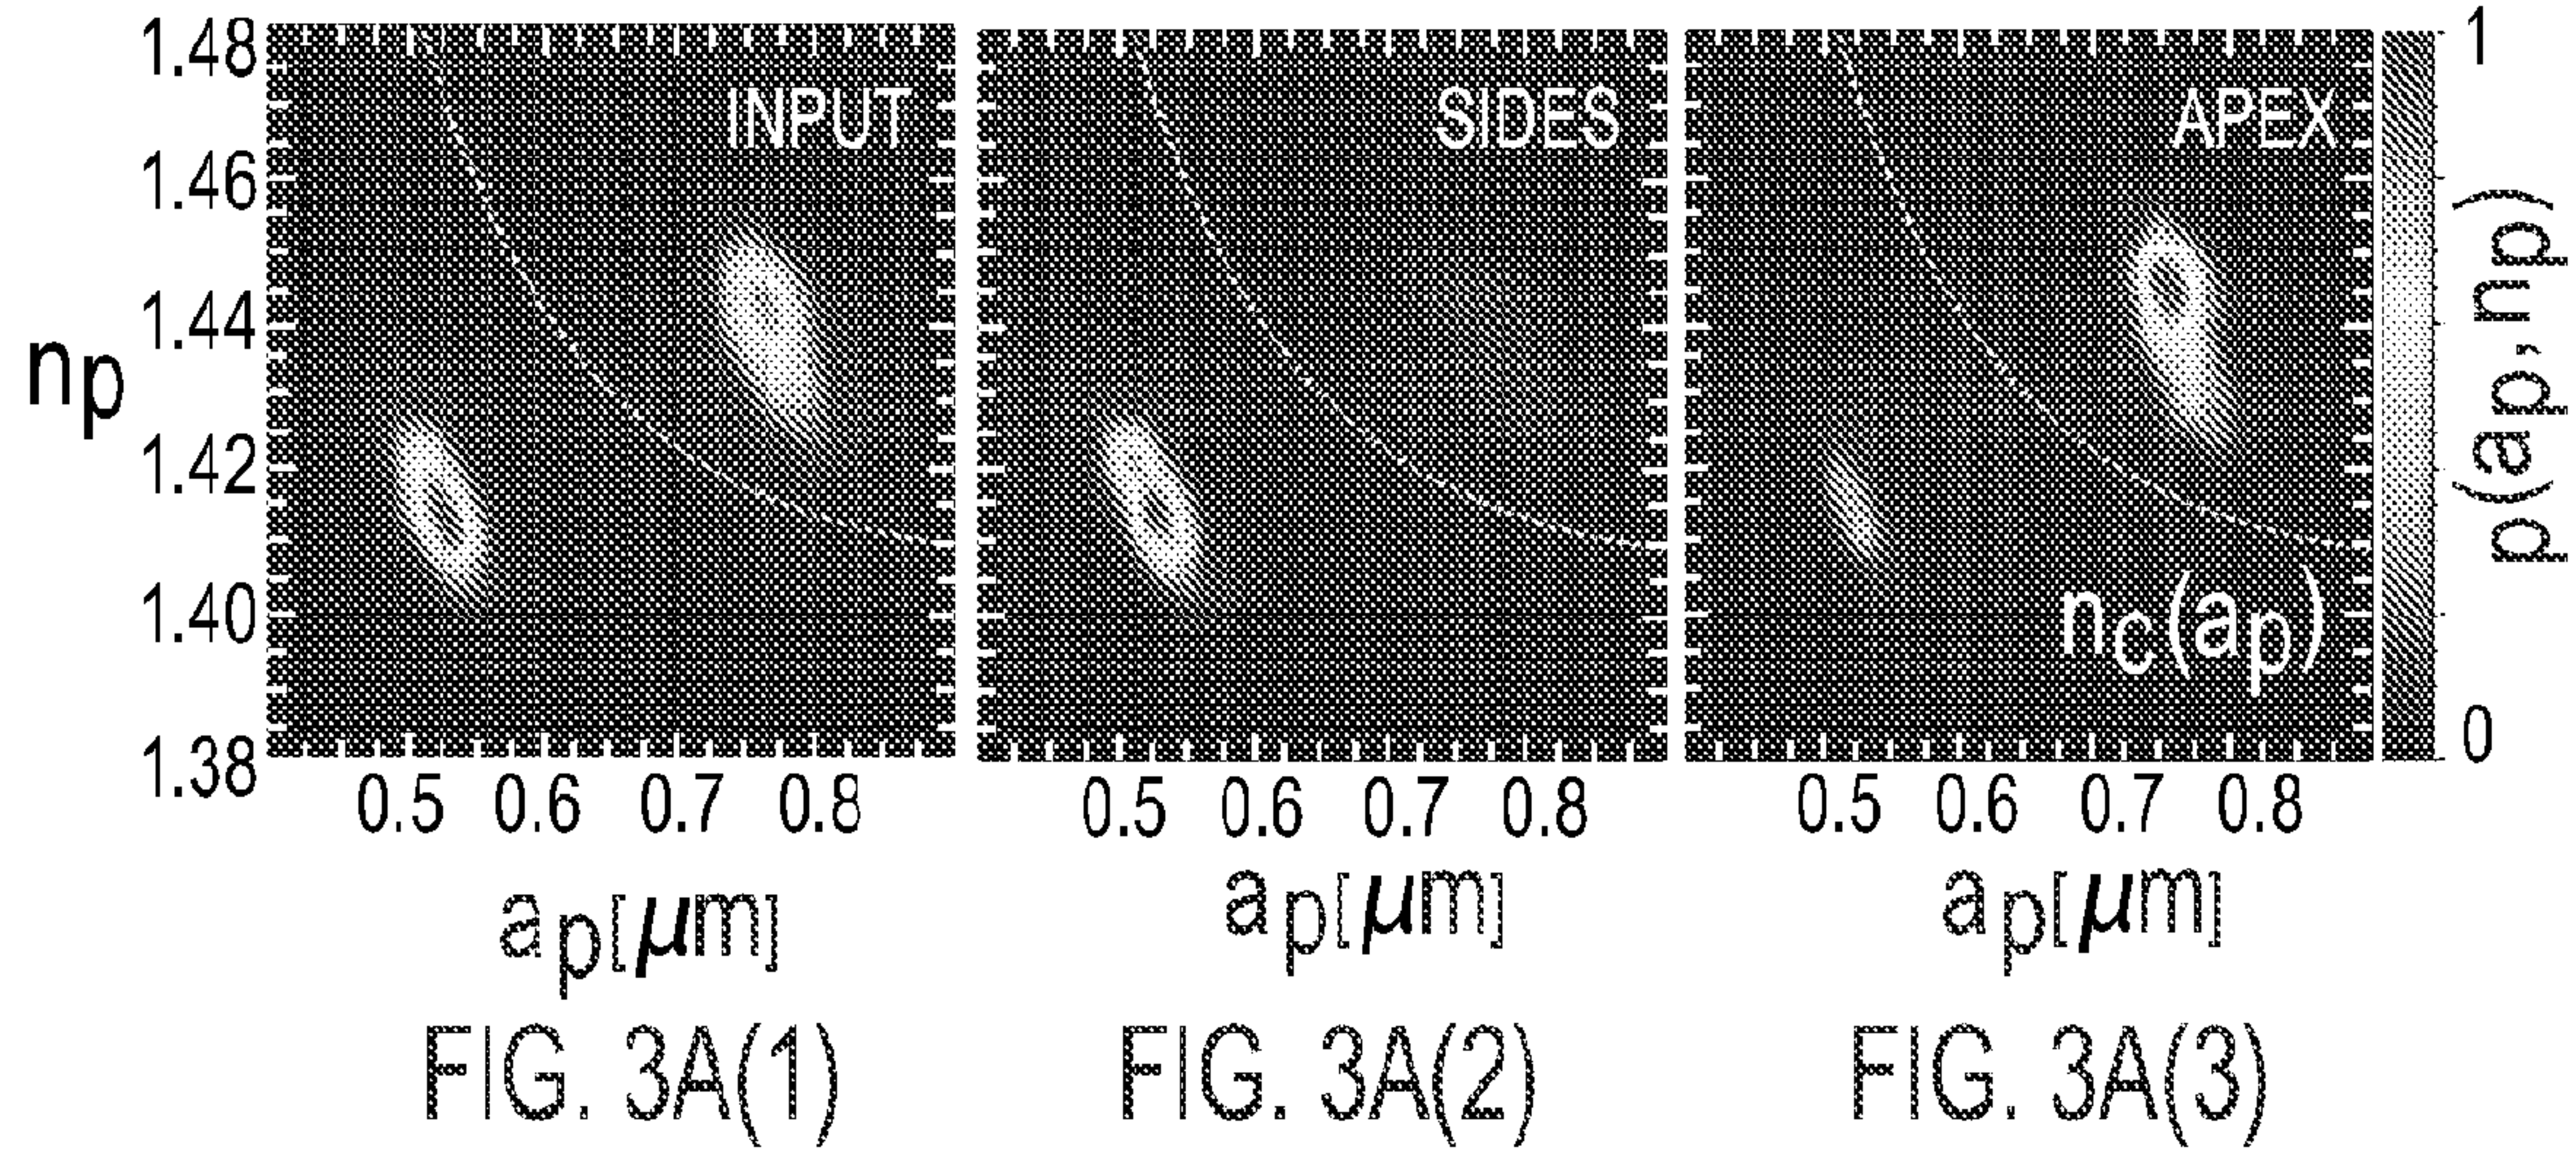 1.48
1.46
1.44
1.42
1.40
1.38
np
INPUT
SIDES
APEX
nc(ap)
1
0
p(ap,np)
0.5 0.6 0.7 0.8
0.5 0.6 0.7 0.8
0.5 0.6 0.7 0.8
ap[μm]
ap[μm]
ap[μm]
FIG. 3A(1)
FIG. 3A(2)
FIG. 3A(3)